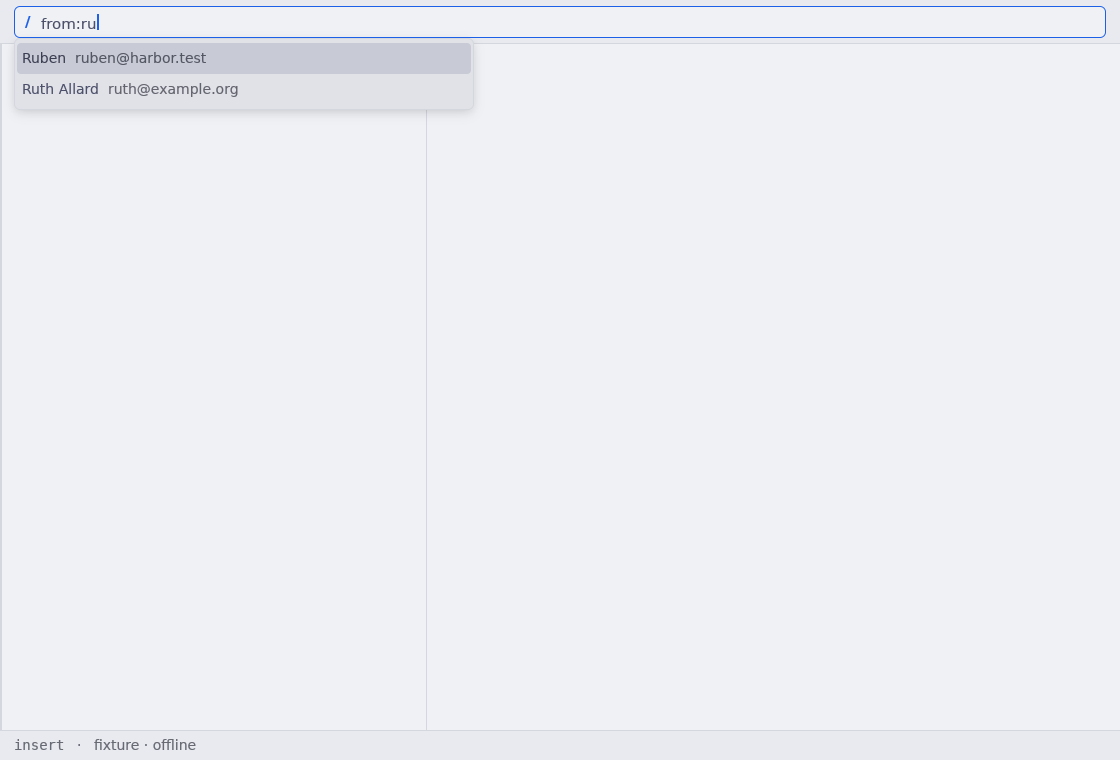 / from:ru
Ruben ruben@harbor.test
Ruth Allard ruth@example.org
insert · fixture · offline